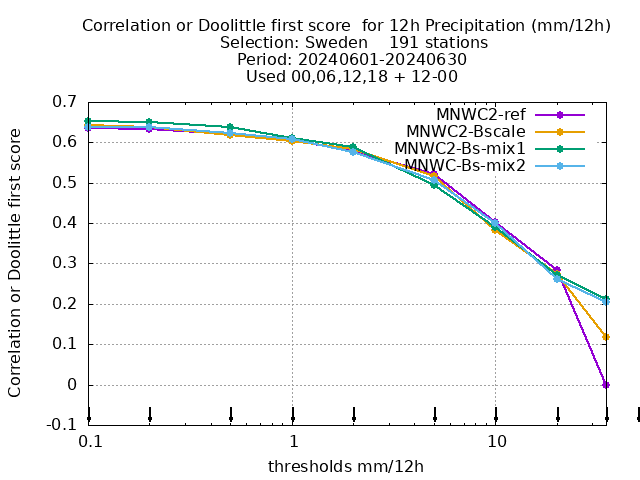 Correlation or Doolittle first score  for 12h Precipitation (mm/12h)
Selection: Sweden    191 stations
Period: 20240601-20240630
Used 00,06,12,18 + 12-00
MNWC2-ref
MNWC2-Bscale
MNWC2-Bs-mix1
MNWC-Bs-mix2
Correlation or Doolittle first score
0.7
0.6
0.5
0.4
0.3
0.2
0.1
0
-0.1
0.1 1 10
thresholds mm/12h